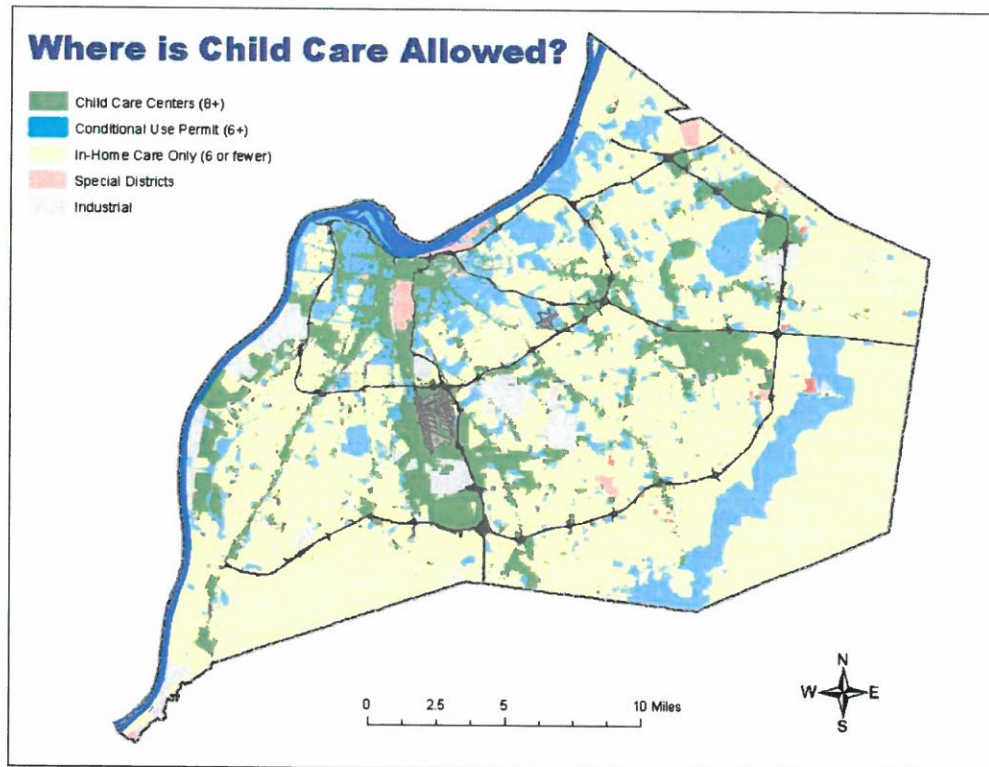 Where is Child Care Allowed?
Child Care Centers (8+)
Conditional Use Permit (6+)
In-Home Care Only (6 or fewer)
Special Districts
Industrial
N
W E
S
0 2.5 5 10 Miles